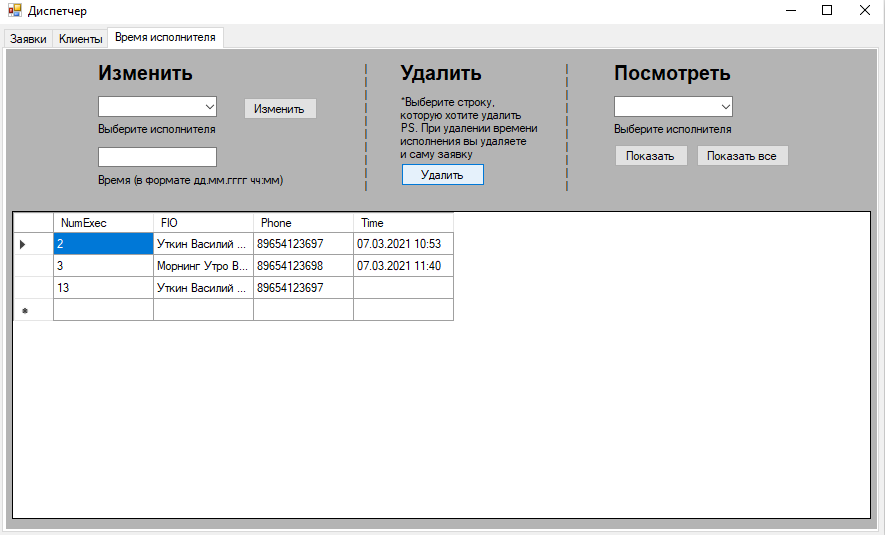 Диспетчер
Заявки Клиенты Время исполнителя
Изменить
Изменить
Выберите исполнителя
Время (в формате дд.мм.гггг чч:мм)
Удалить
*Выберите строку,
которую хотите удалить
PS. При удалении времени
исполнения вы удаляете
и саму заявку
Удалить
Посмотреть
Выберите исполнителя
Показать Показать все
NumExec FIO Phone Time
2 Уткин Василий ... 89654123697 07.03.2021 10:53
3 Морнинг Утро В... 89654123698 07.03.2021 11:40
13 Уткин Василий ... 89654123697